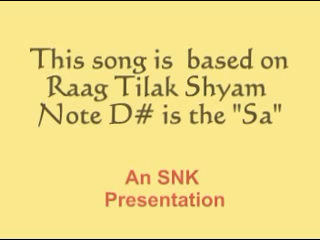 This song is based on
Raag Tilak Shyam
Note D# is the "Sa"
An SNK
Presentation